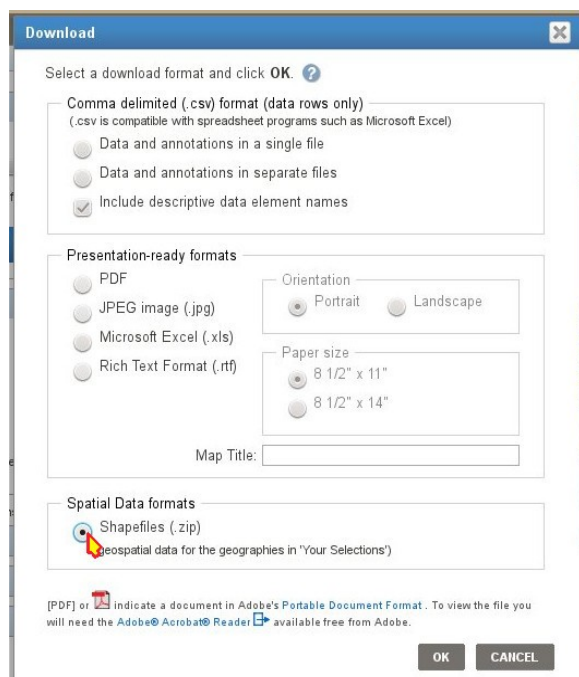 Download
Select a download format and click OK. ?
Comma delimited (.csv) format (data rows only)
(.csv is compatible with spreadsheet programs such as Microsoft Excel)
Data and annotations in a single file
Data and annotations in separate files
Include descriptive data element names
Presentation-ready formats
PDF
JPEG image (.jpg)
Microsoft Excel (.xls)
Rich Text Format (.rtf)
Orientation
Portrait
Landscape
Paper size
8 1/2" x 11"
8 1/2" x 14"
Map Title:
Spatial Data formats
Shapefiles (.zip)
geospatial data for the geographies in 'Your Selections')
[PDF] or indicate a document in Adobe's Portable Document Format . To view the file you
will need the Adobe® Acrobat® Reader available free from Adobe.
OK CANCEL